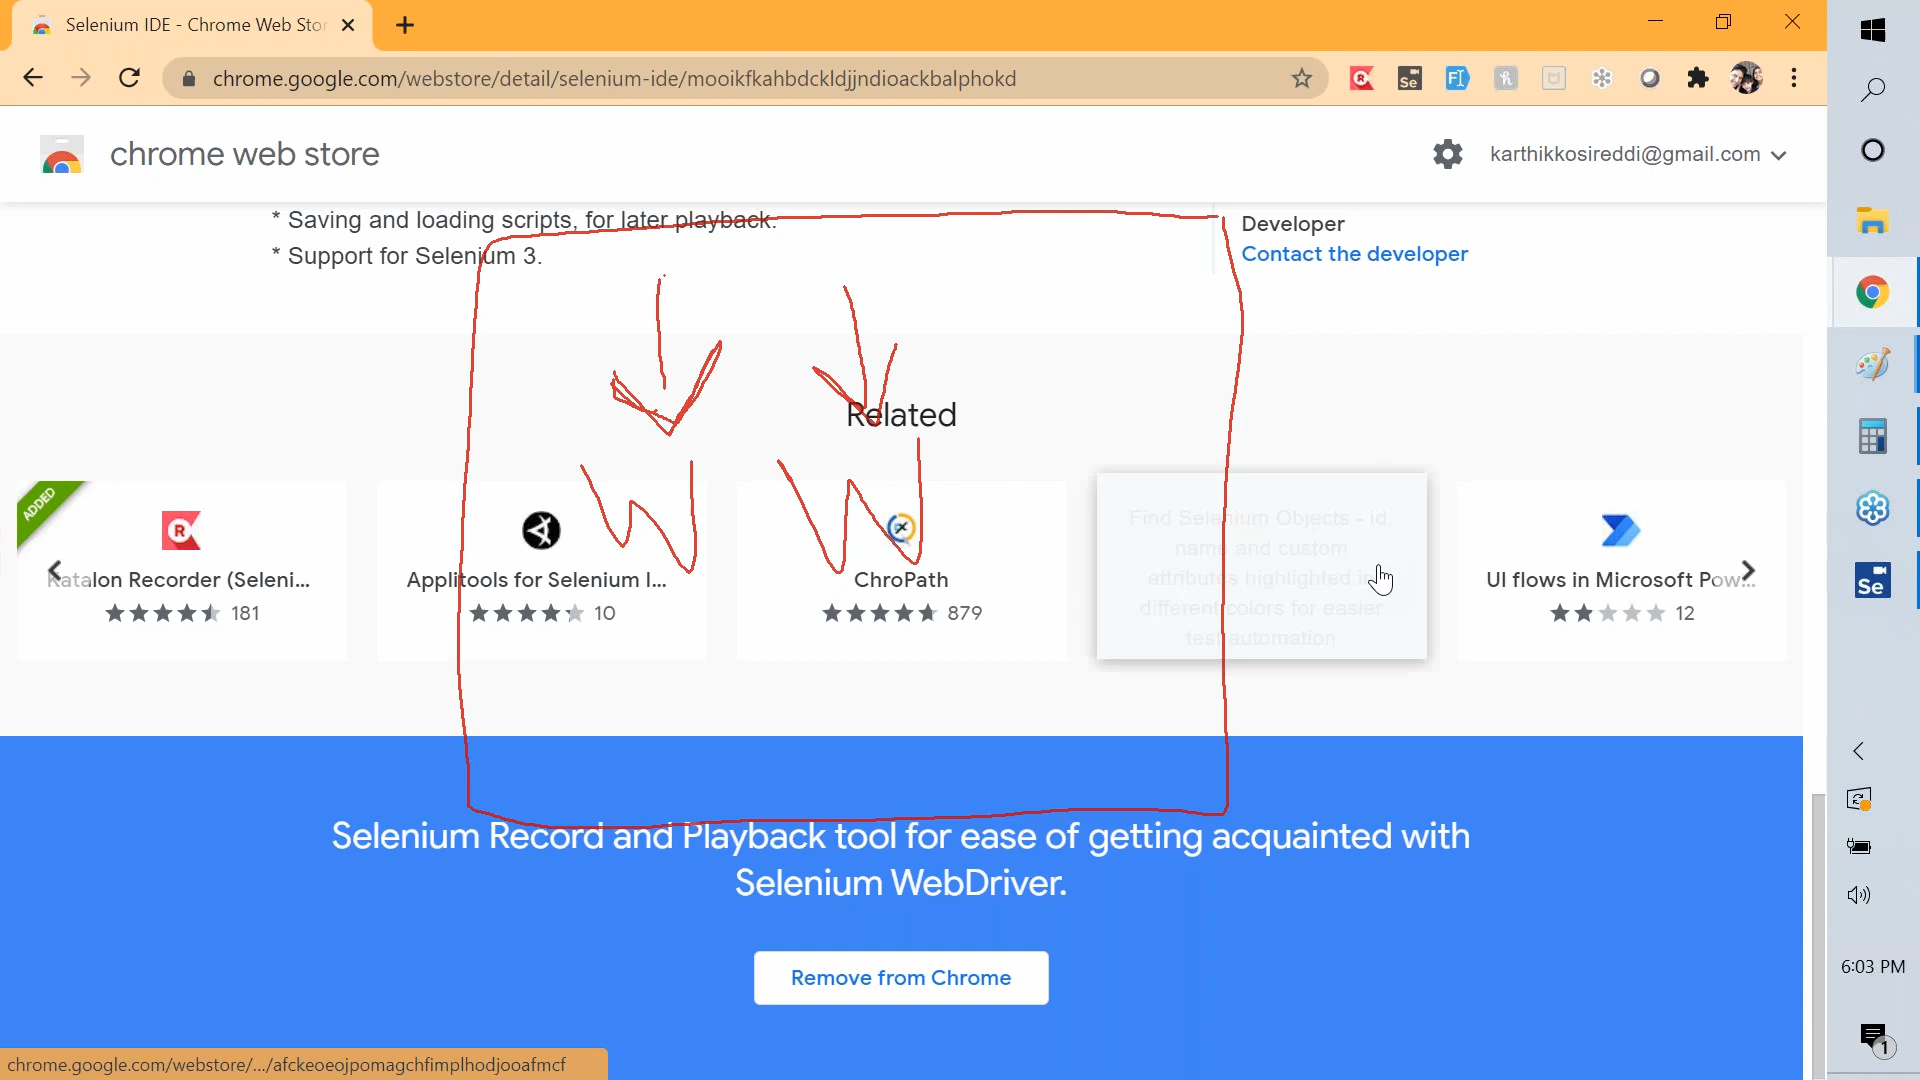 Selenium IDE - Chrome Web Stor
chrome.google.com/webstore/detail/selenium-ide/mooikfkahbdckldjjndioackbalphokd
chrome web store
karthikkosireddi@gmail.com
* Saving and loading scripts, for later playback.
* Support for Selenium 3.
Developer
Contact the developer
Related
W W
ADDED
Katalon Recorder (Seleni...
181
Applitools for Selenium I...
10
ChroPath
879
Find Selenium Objects - id,
name and custom
attributes highlighted in
different colors for easier
test automation
UI flows in Microsoft Pow...
12
Selenium Record and Playback tool for ease of getting acquainted with
Selenium WebDriver.
Remove from Chrome
chrome.google.com/webstore/.../afckeoeojpomagchfimplhodjooafmcf
Se
Se
6:03 PM
1